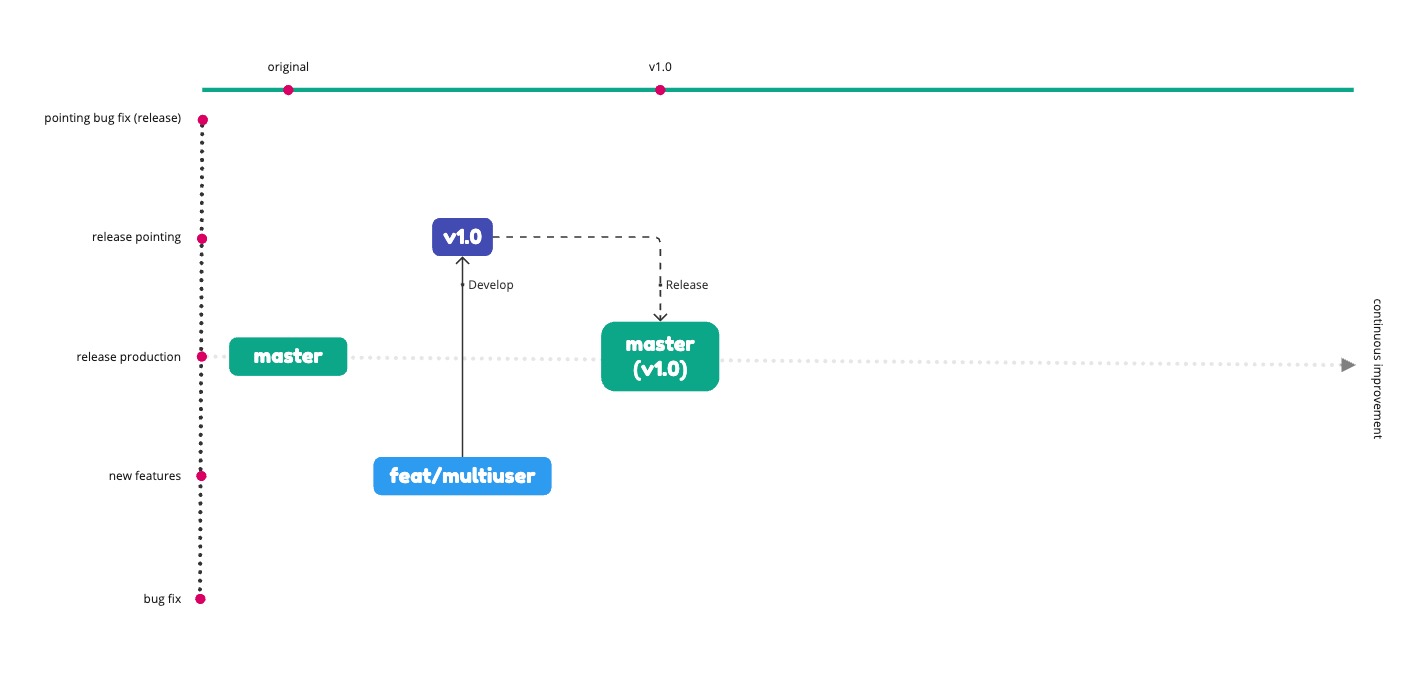 original
v1.0
pointing bug fix (release)
release pointing
v1.0
Develop
Release
release production
master
master
(v1.0)
continuous improvement
new features
feat/multiuser
bug fix